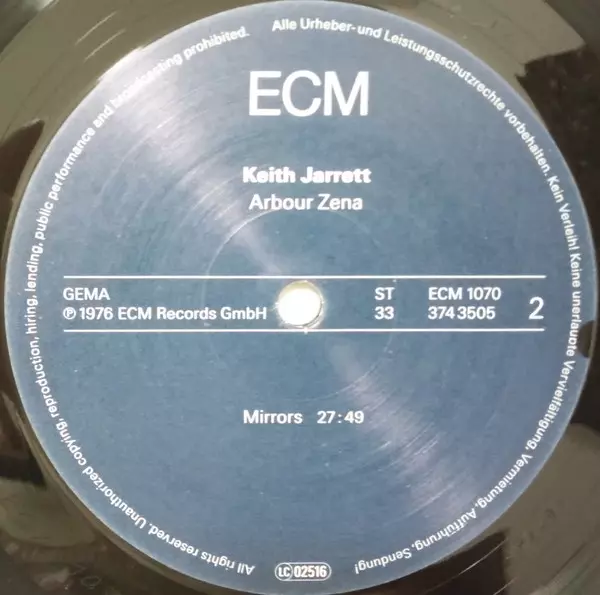 ECM
Keith Jarrett
Arbour Zena
GEMA ST ECM 1070
℗ 1976 ECM Records GmbH 33 374 3505 2
Mirrors 27:49
Alle Urheber- und Leistungsschutzrechte vorbehalten. Kein Verleih! Keine unerlaubte Vervielfältigung, Vermietung, Aufführung, Sendung!
All rights reserved. Unauthorized copying, reproduction, hiring, lending, public performance and broadcasting prohibited.
LC 02516